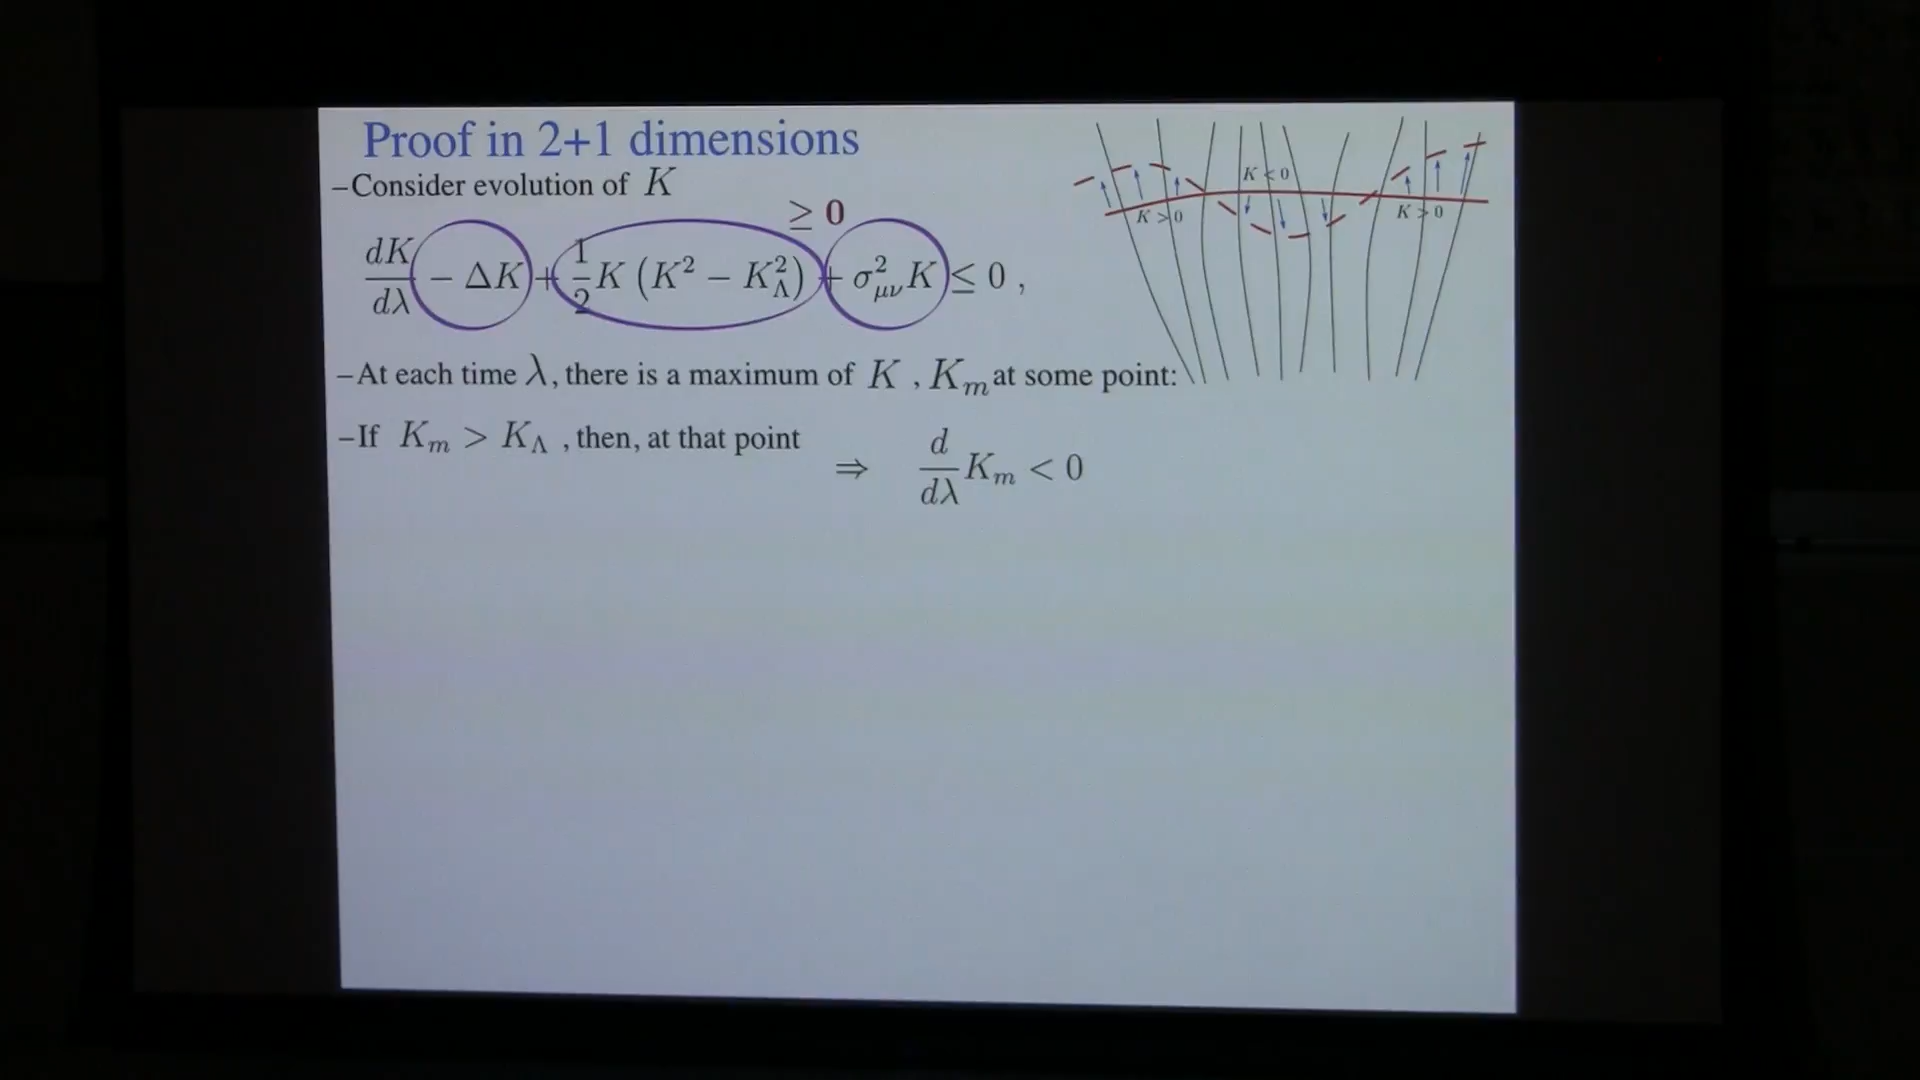 Proof in 2+1 dimensions
–Consider evolution of K
≥ 0
dK/dλ − ΔK + 1/2 K (K² − K_Λ²) + σ²_μν K ≤ 0 ,
K > 0
K < 0
K > 0
–At each time λ, there is a maximum of K , K_m at some point:
–If K_m > K_Λ , then, at that point
⇒ d/dλ K_m < 0